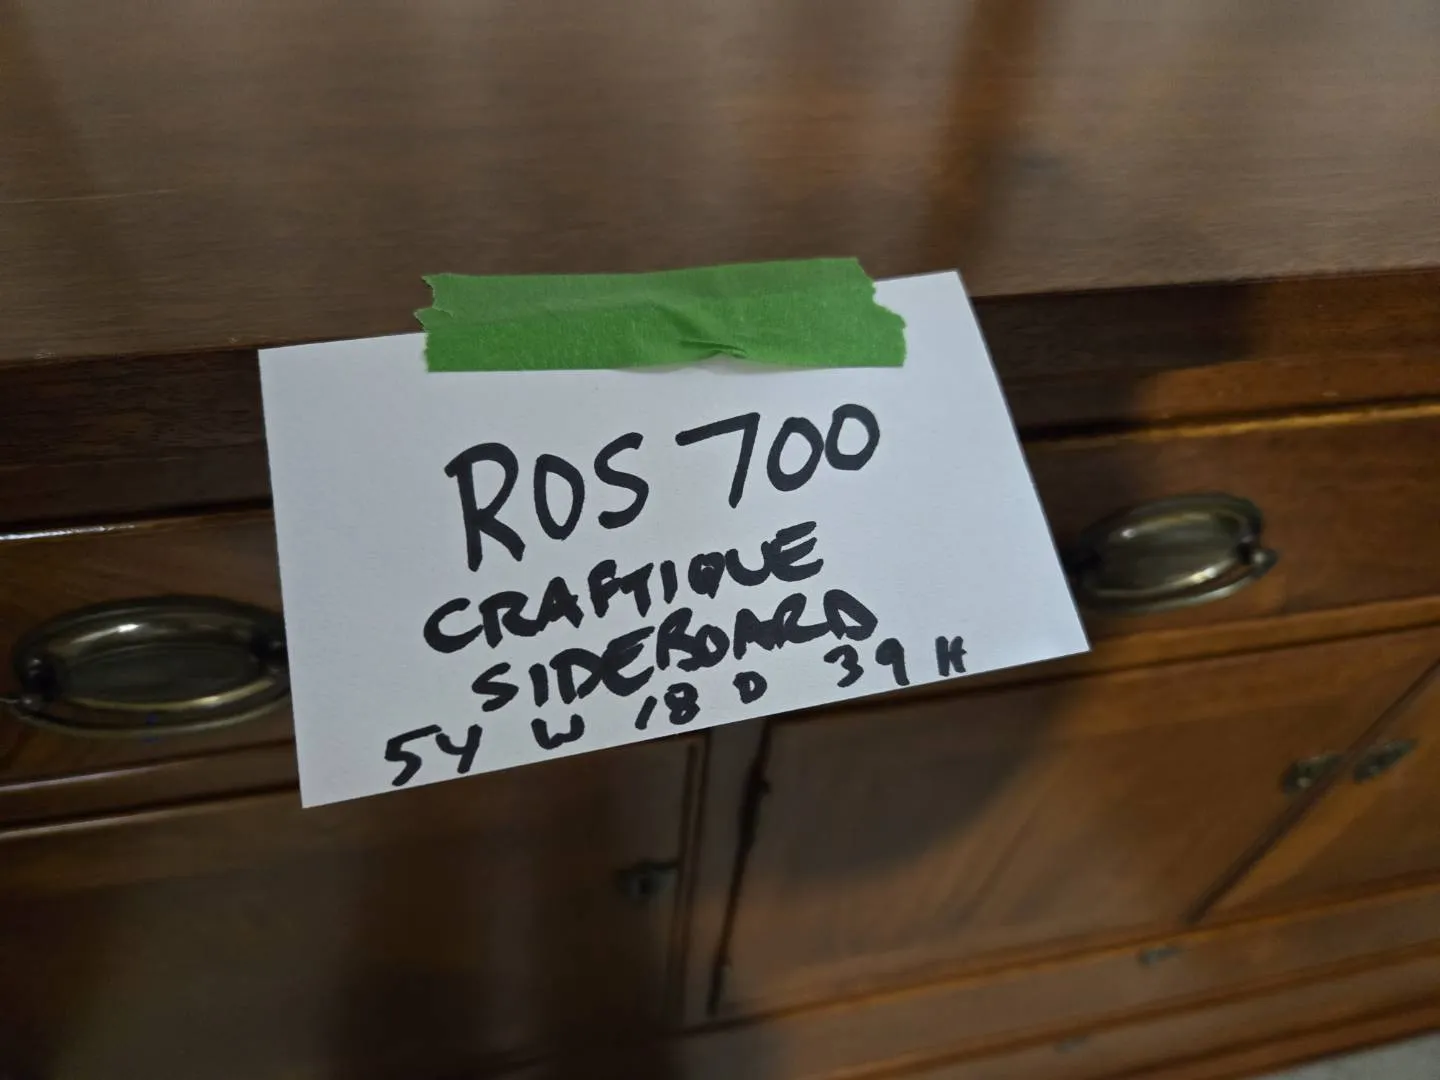 ROS 700
CRAFTIQUE
SIDEBOARD
54 W 18 D 39 H